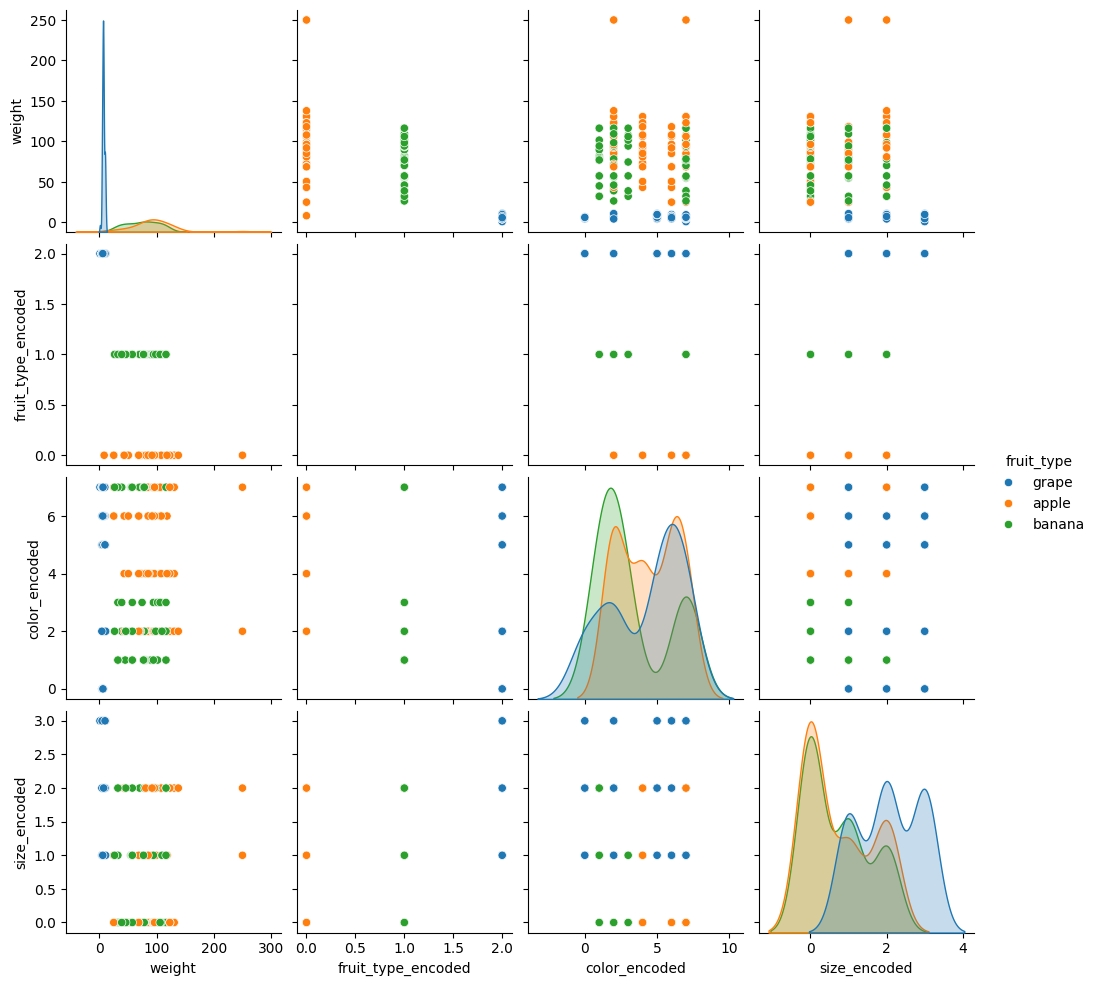 250
200
150
100
50
0
weight
2.0
1.5
1.0
0.5
0.0
fruit_type_encoded
fruit_type
grape
apple
banana
6
4
2
0
color_encoded
3.0
2.5
2.0
1.5
1.0
0.5
0.0
size_encoded
0 100 200 300
0.0 0.5 1.0 1.5 2.0
0 5 10
0 2 4
weight
fruit_type_encoded
color_encoded
size_encoded